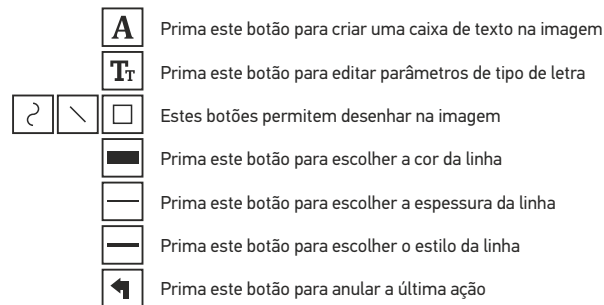 A Prima este botão para criar uma caixa de texto na imagem
TT Prima este botão para editar parâmetros de tipo de letra
Estes botões permitem desenhar na imagem
Prima este botão para escolher a cor da linha
Prima este botão para escolher a espessura da linha
Prima este botão para escolher o estilo da linha
Prima este botão para anular a última ação